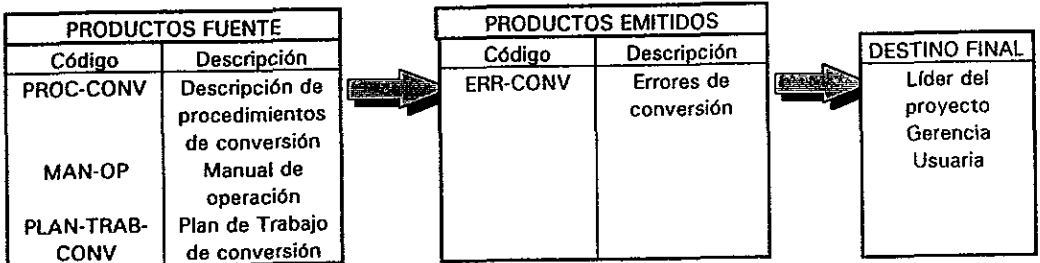 PRODUCTOS FUENTE
Código Descripción
PROC-CONV Descripción de
procedimientos
de conversión
MAN-OP Manual de
operación
PLAN-TRAB- Plan de Trabajo
CONV de conversión
PRODUCTOS EMITIDOS
Código Descripción
ERR-CONV Errores de
conversión
DESTINO FINAL
Líder del
proyecto
Gerencia
Usuaria